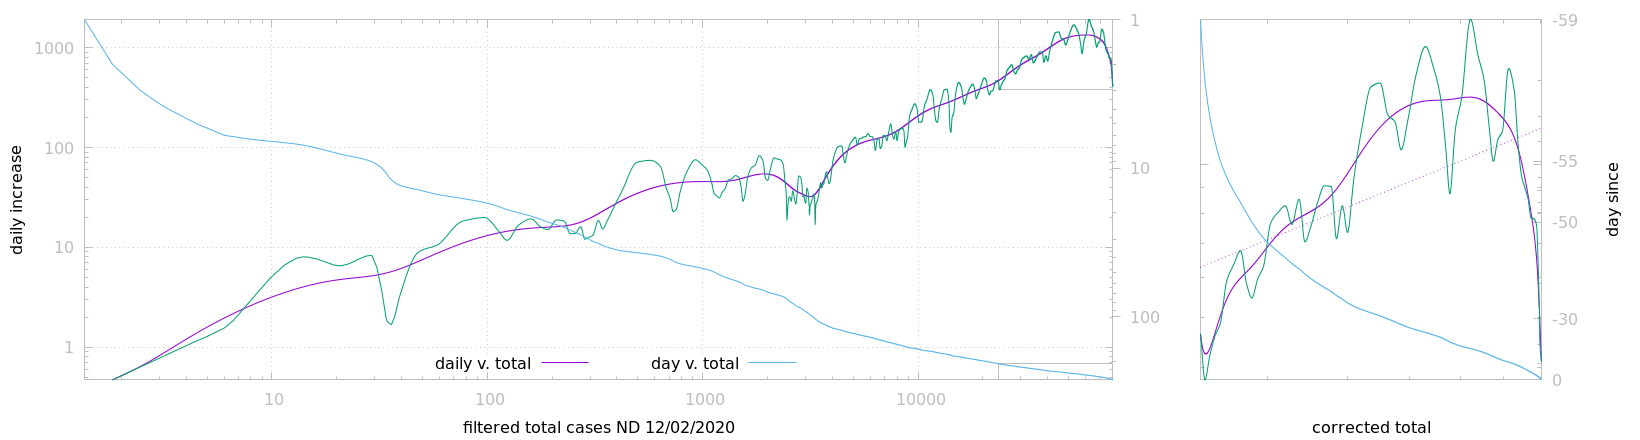 1000
100
10
1
daily increase
10
100
1000
10000
filtered total cases ND 12/02/2020
daily v. total
day v. total
1
10
100
-59
-55
-50
-30
0
day since
corrected total